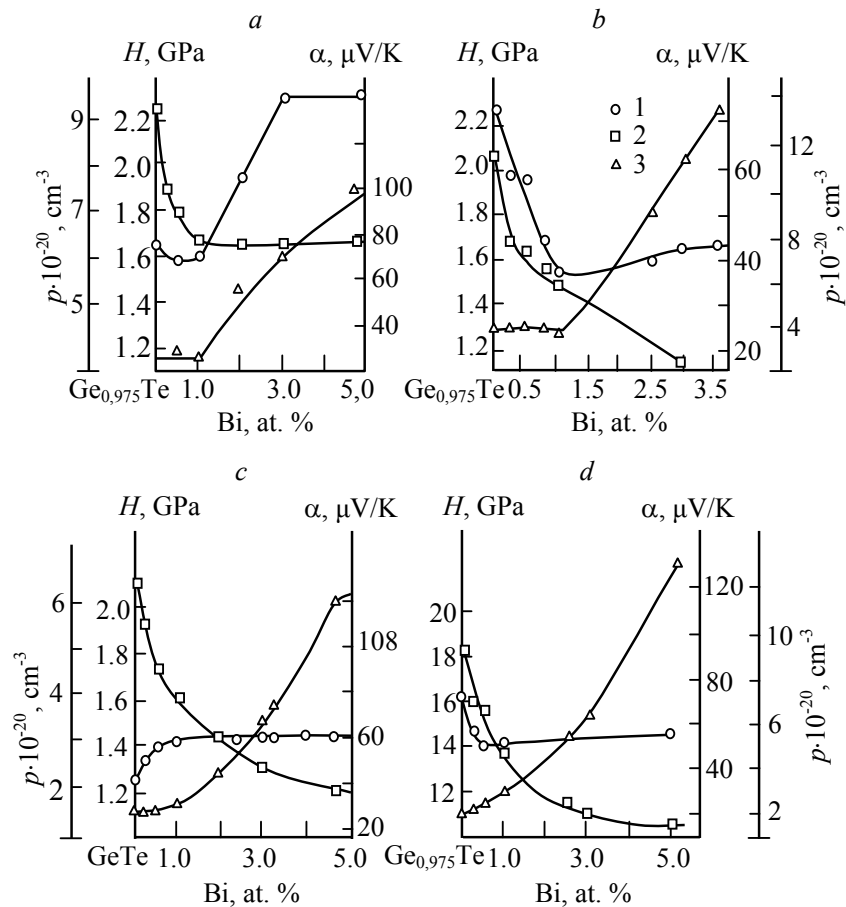 a
H, GPa α, μV/K
p·10⁻²⁰, cm⁻³
9
7
5
2.2
2.0
1.8
1.6
1.4
1.2
100
80
60
40
Ge₀,₉₇₅Te 1.0 3.0 5,0
Bi, at. %
b
H, GPa α, μV/K
1
2
3
2.2
2.0
1.8
1.6
1.4
1.2
60
40
20
12
8
4
p·10⁻²⁰, cm⁻³
Ge₀,₉₇₅Te 0.5 1.5 2.5 3.5
Bi, at. %
c
H, GPa α, μV/K
p·10⁻²⁰, cm⁻³
6
4
2
2.0
1.8
1.6
1.4
1.2
108
60
20
GeTe 1.0 3.0 5.0
Bi, at. %
d
H, GPa α, μV/K
20
18
16
14
12
120
80
40
20
10⁻³
6
2
p·10⁻²⁰, cm⁻³
Ge₀,₉₇₅Te 1.0 3.0 5.0
Bi, at. %